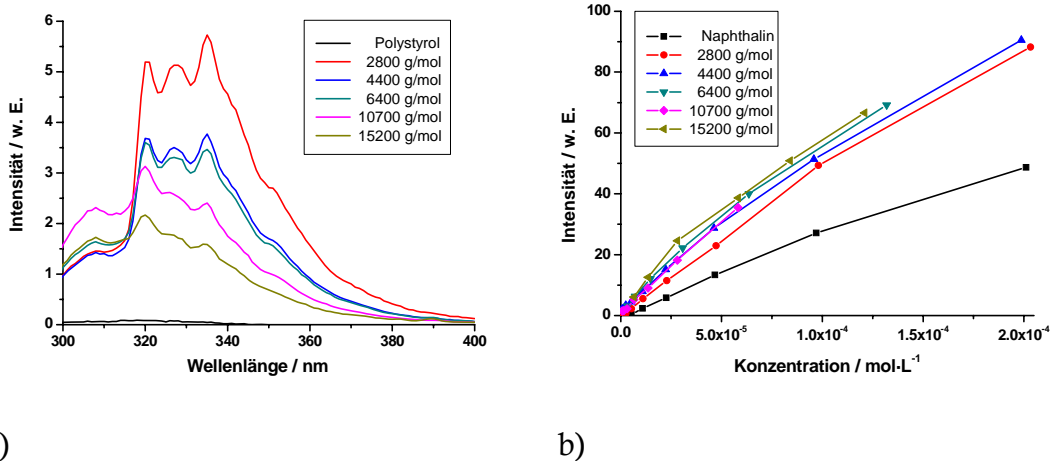 6
5
4
3
2
1
0
300
320
340
360
380
400
Intensität / w. E.
Wellenlänge / nm
Polystyrol
2800 g/mol
4400 g/mol
6400 g/mol
10700 g/mol
15200 g/mol
100
80
60
40
20
0
0.0
5.0x10⁻⁵
1.0x10⁻⁴
1.5x10⁻⁴
2.0x10⁻⁴
Intensität / w. E.
Konzentration / mol·L⁻¹
Naphthalin
2800 g/mol
4400 g/mol
6400 g/mol
10700 g/mol
15200 g/mol
)
b)